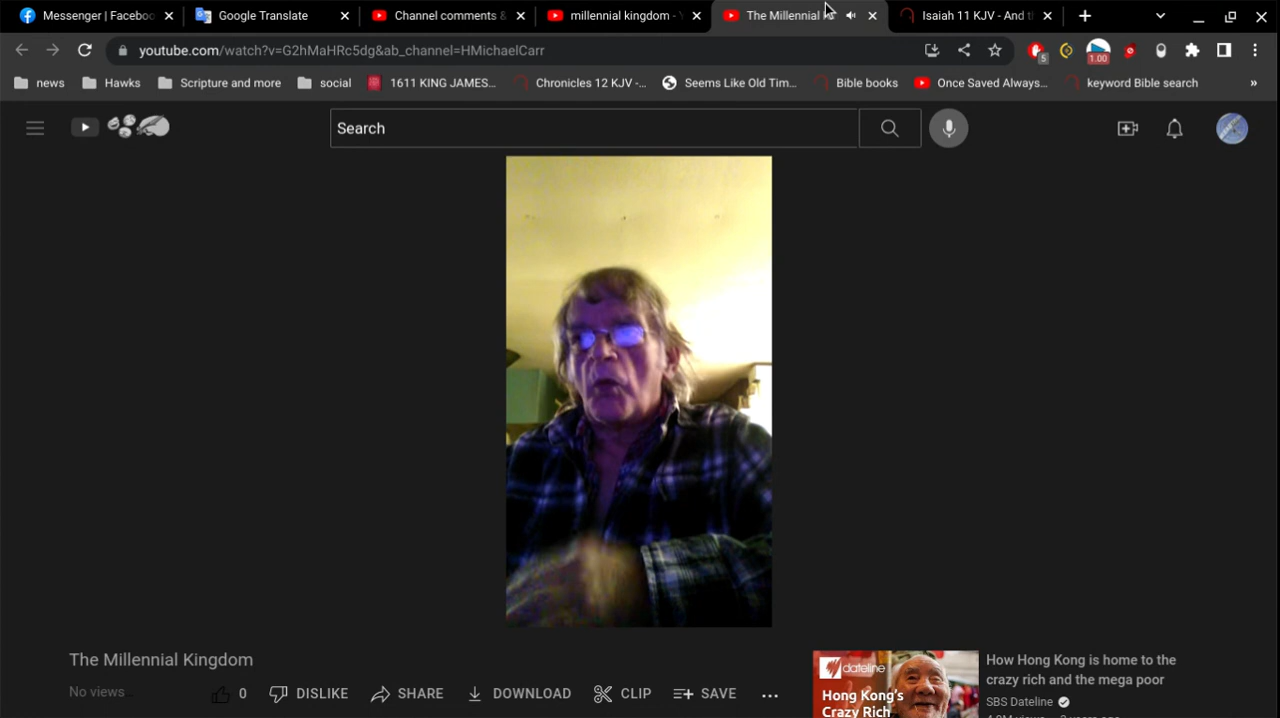 Messenger | Faceboo
Google Translate
Channel comments &
millennial kingdom - Y
The Millennial Ki
Isaiah 11 KJV - And t
youtube.com/watch?v=G2hMaHRc5dg&ab_channel=HMichaelCarr
5
1.00
news
Hawks
Scripture and more
social
1611 KING JAMES...
Chronicles 12 KJV -...
Seems Like Old Tim...
Bible books
Once Saved Always...
keyword Bible search
»
Search
The Millennial Kingdom
No views...
0
DISLIKE
SHARE
DOWNLOAD
CLIP
SAVE
dateline
Hong Kong's
Crazy Rich
How Hong Kong is home to the
crazy rich and the mega poor
SBS Dateline